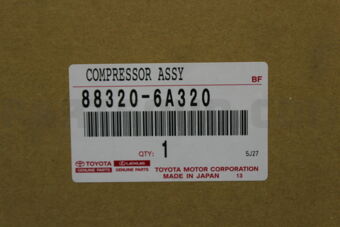 COMPRESSOR ASSY
BF
88320-6A320
QTY: 1
5J27
TOYOTA LEXUS
GENUINE PARTS GENUINE PARTS
TOYOTA MOTOR CORPORATION
MADE IN JAPAN 13